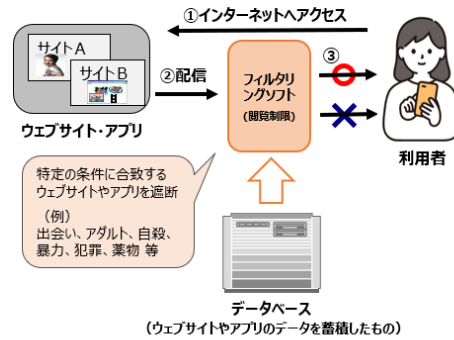 ①インターネットへアクセス
サイトA
サイトB
②配信
フィルタリ
ングソフト
(閲覧制限)
③
ウェブサイト・アプリ
利用者
特定の条件に合致する
ウェブサイトやアプリを遮断
（例）
出会い、アダルト、自殺、
暴力、犯罪、薬物 等
データベース
（ウェブサイトやアプリのデータを蓄積したもの）